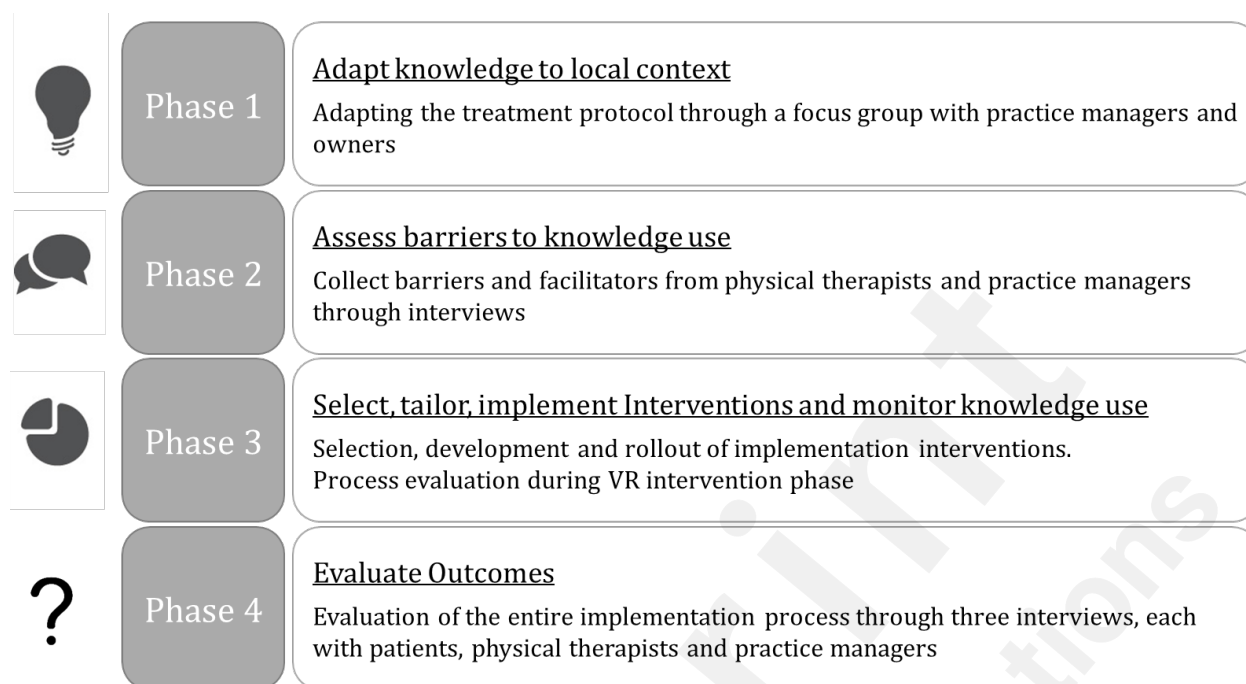 Phase 1
Adapt knowledge to local context
Adapting the treatment protocol through a focus group with practice managers and
owners
Phase 2
Assess barriers to knowledge use
Collect barriers and facilitators from physical therapists and practice managers
through interviews
Phase 3
Select, tailor, implement Interventions and monitor knowledge use
Selection, development and rollout of implementation interventions.
Process evaluation during VR intervention phase
?
Phase 4
Evaluate Outcomes
Evaluation of the entire implementation process through three interviews, each
with patients, physical therapists and practice managers